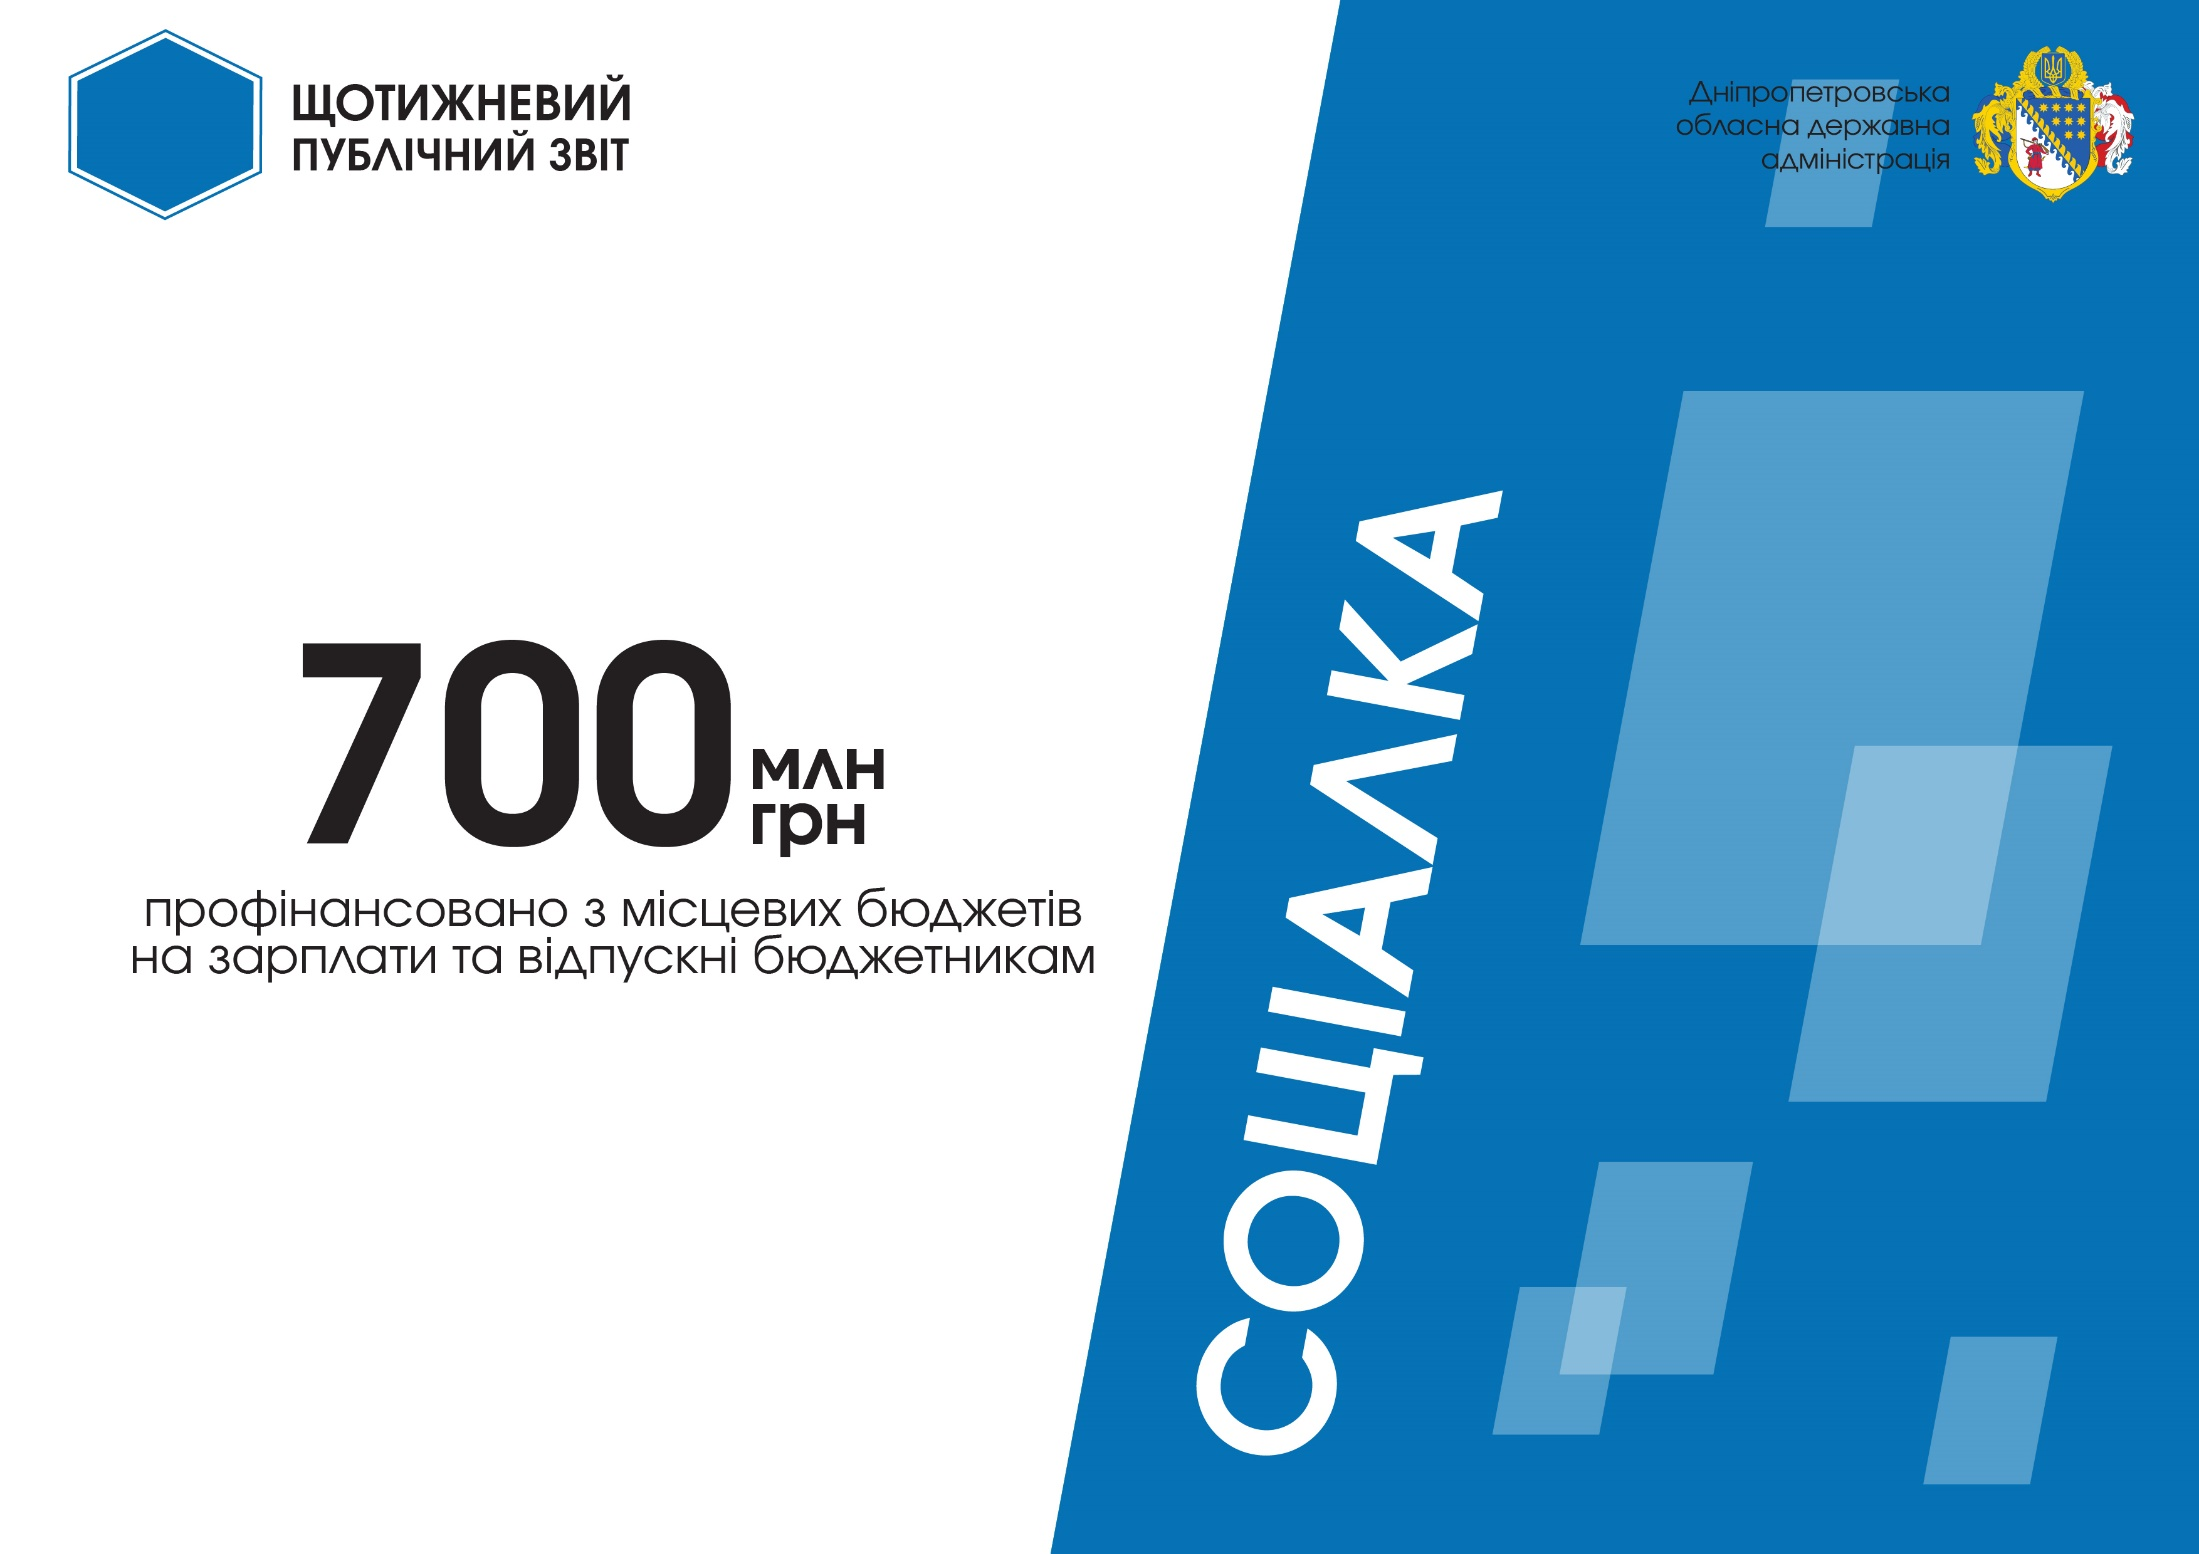 ЩОТИЖНЕВИЙ
ПУБЛІЧНИЙ ЗВІТ
Дніпропетровська
обласна державна
адміністрація
700 млн
грн
профінансовано з місцевих бюджетів
на зарплати та відпускні бюджетникам
СОЦІАЛКА